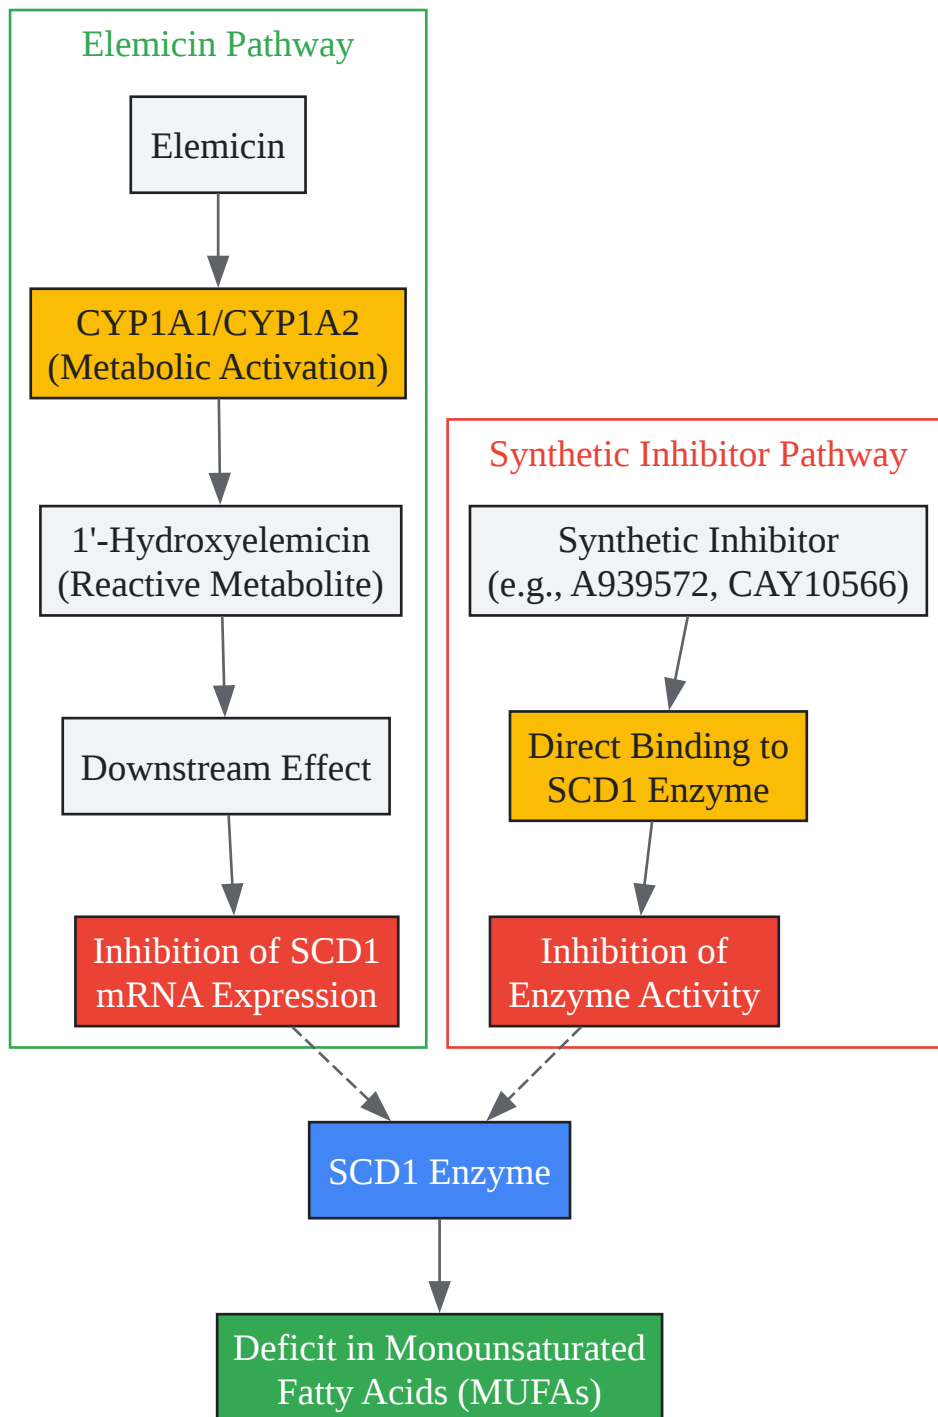 Elemicin Pathway
Elemicin
CYP1A1/CYP1A2
(Metabolic Activation)
1'-Hydroxyelemicin
(Reactive Metabolite)
Downstream Effect
Inhibition of SCD1
mRNA Expression
Synthetic Inhibitor Pathway
Synthetic Inhibitor
(e.g., A939572, CAY10566)
Direct Binding to
SCD1 Enzyme
Inhibition of
Enzyme Activity
SCD1 Enzyme
Deficit in Monounsaturated
Fatty Acids (MUFAs)